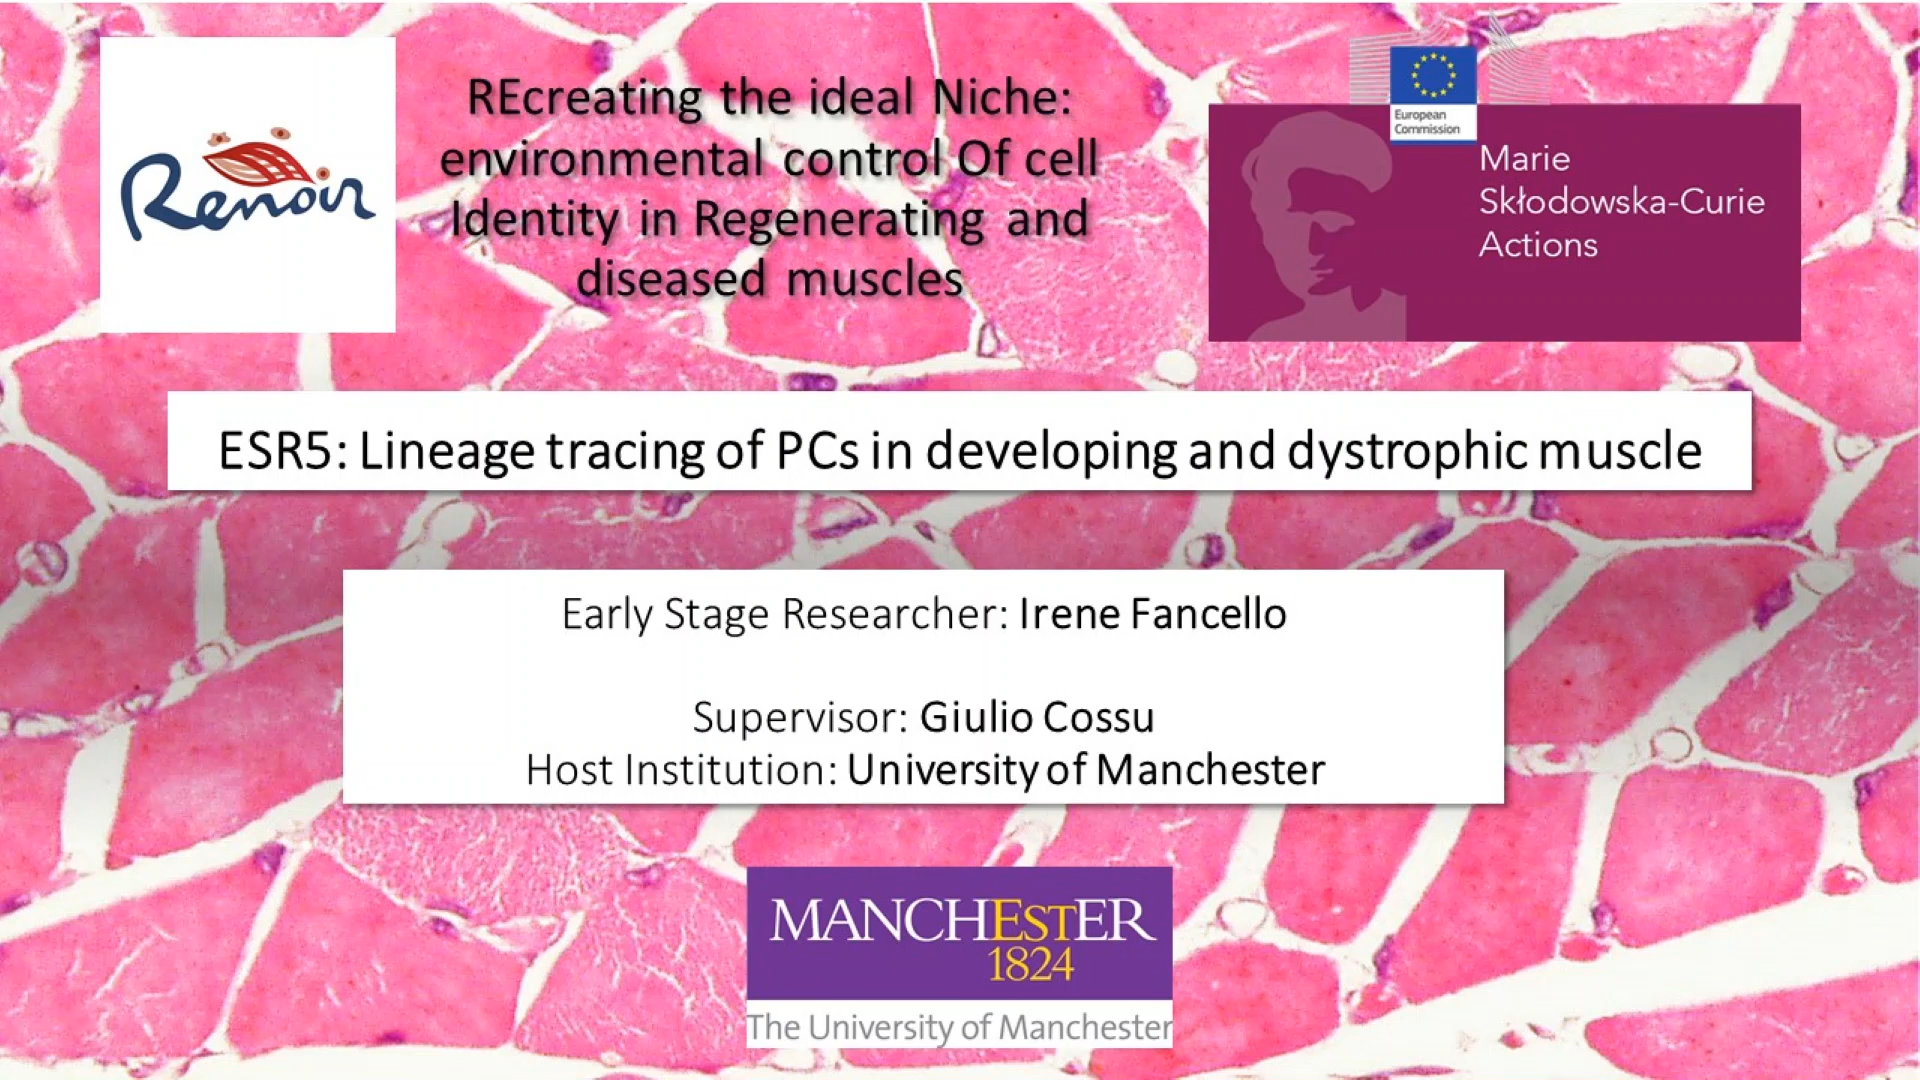 Renoir
REcreating the ideal Niche:
environmental control Of cell
Identity in Regenerating and
diseased muscles
European
Commission
Marie
Skłodowska-Curie
Actions
ESR5: Lineage tracing of PCs in developing and dystrophic muscle
Early Stage Researcher: Irene Fancello
Supervisor: Giulio Cossu
Host Institution: University of Manchester
MANCHESTER
1824
The University of Manchester